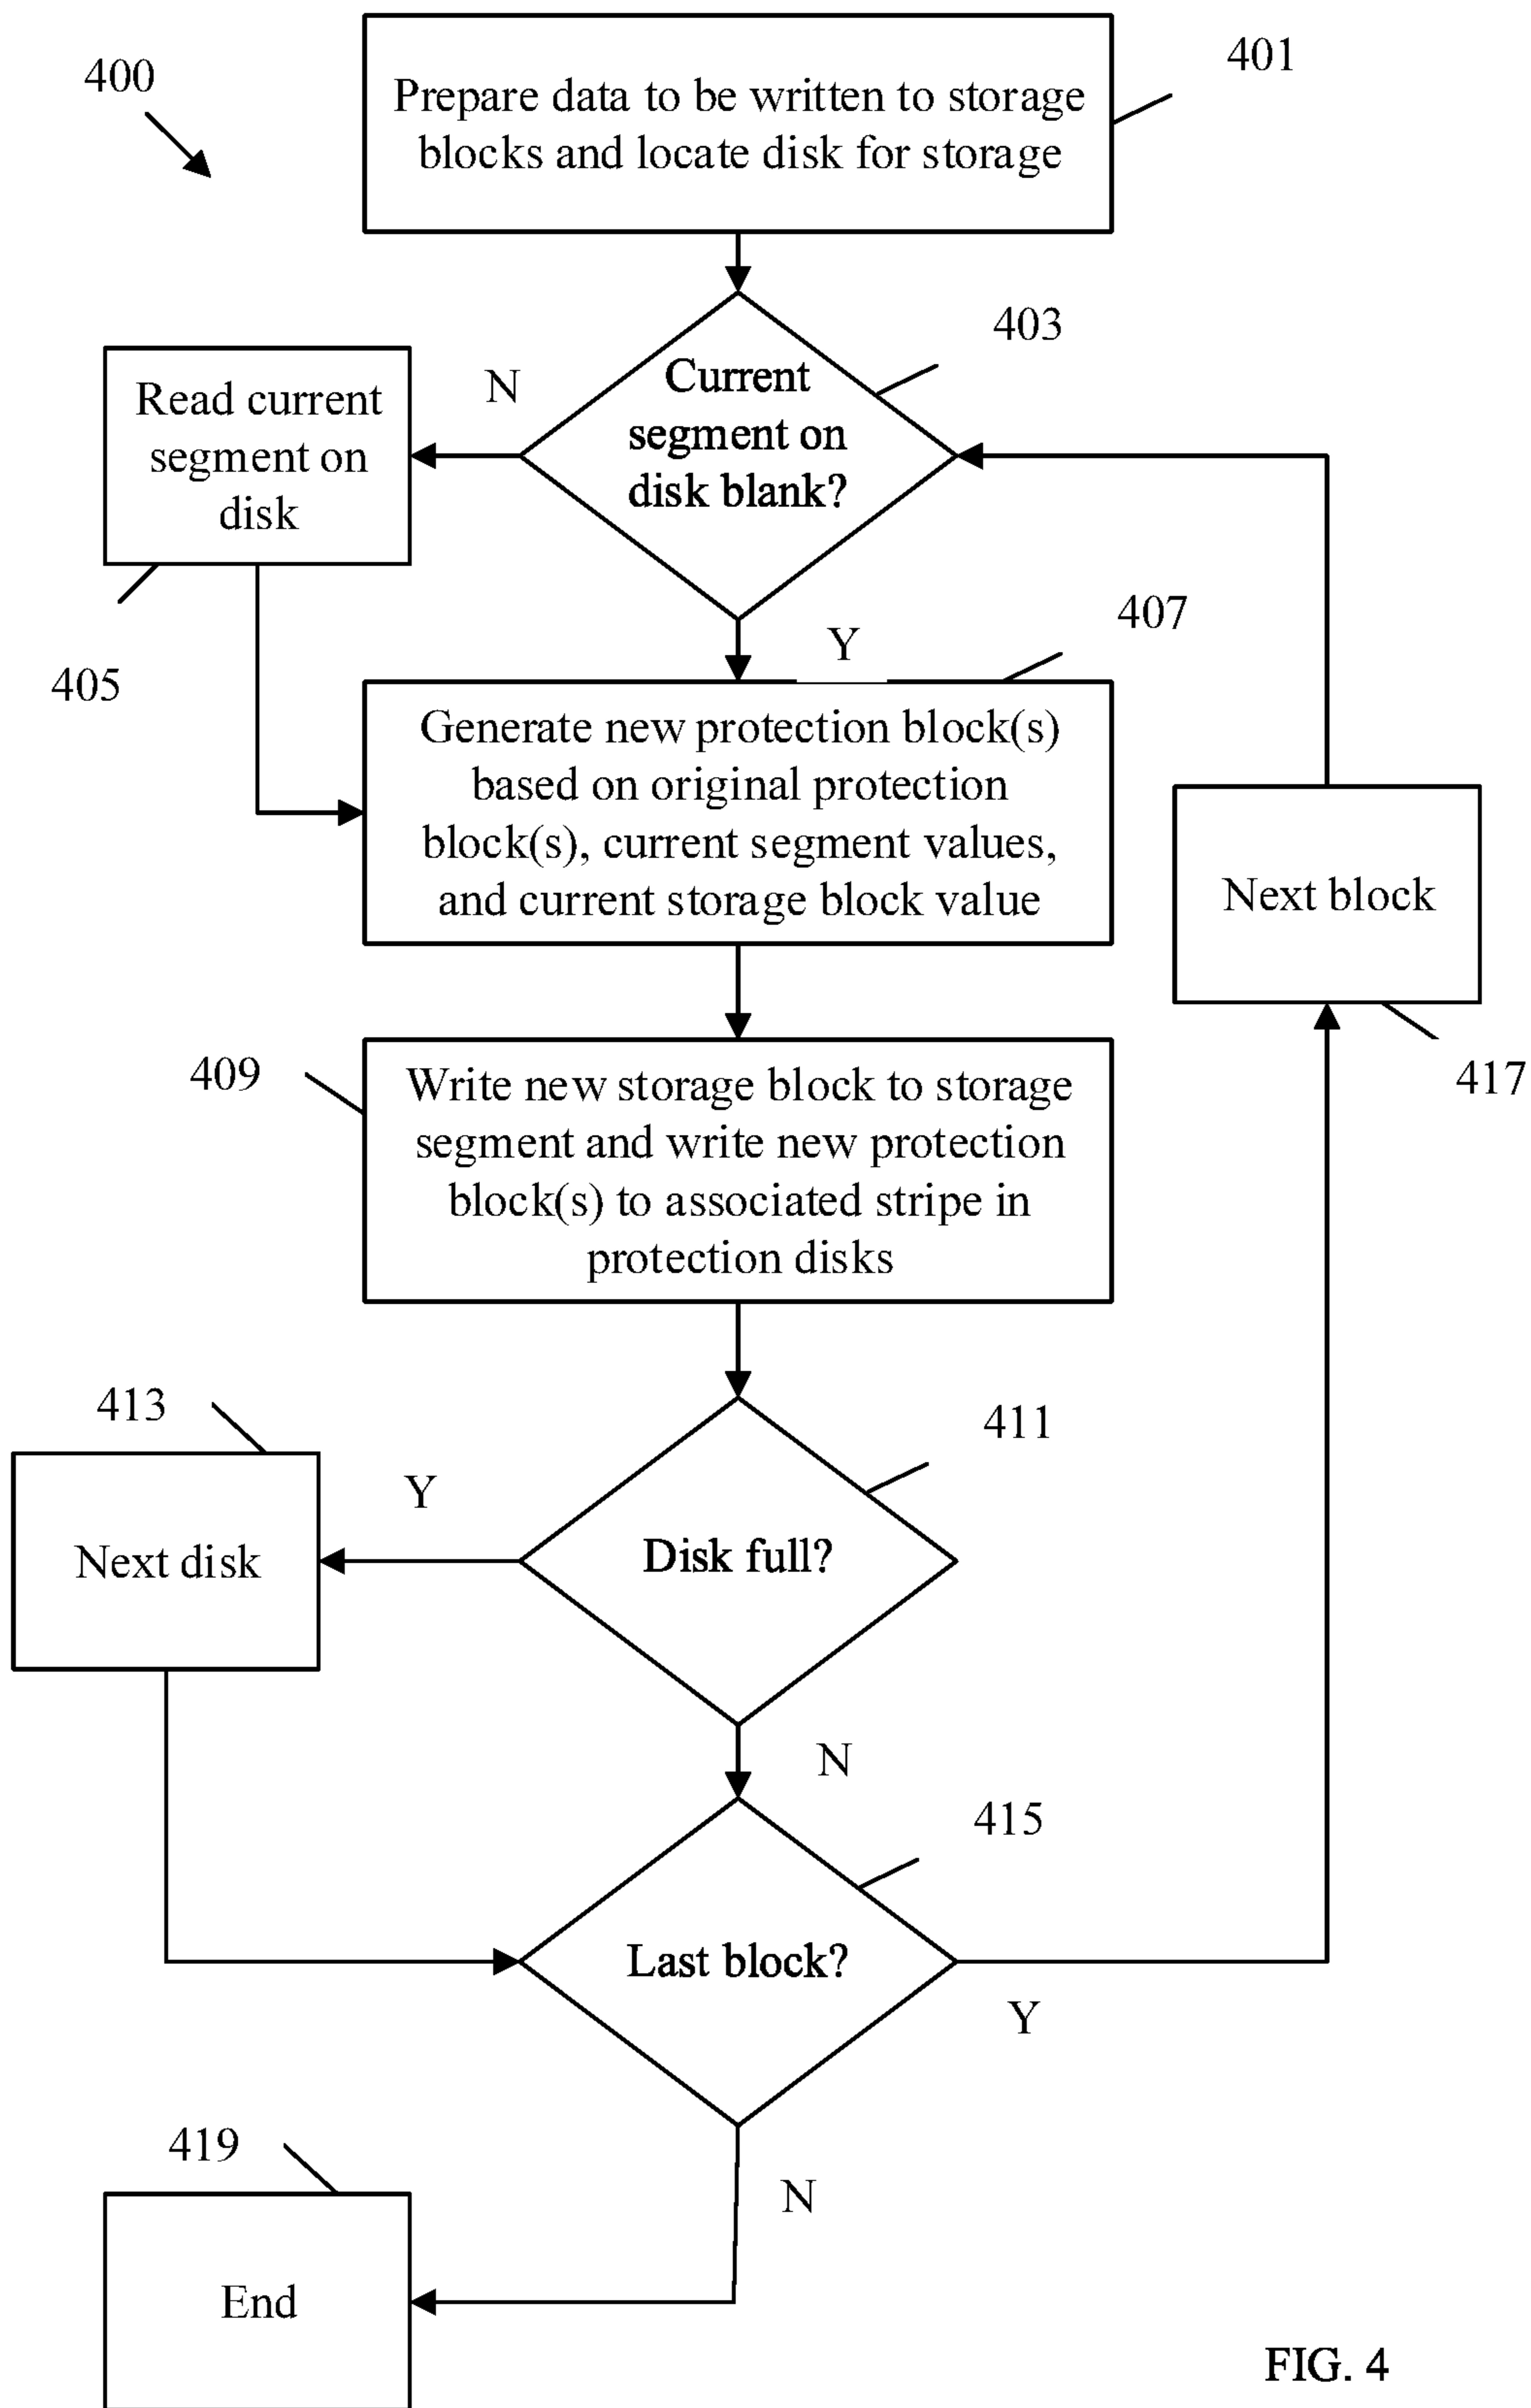 400
401
Prepare data to be written to storage
blocks and locate disk for storage
403
Current
segment on
disk blank?
N
Read current
segment on
disk
405
Y
407
Generate new protection block(s)
based on original protection
block(s), current segment values,
and current storage block value
Next block
417
409
Write new storage block to storage
segment and write new protection
block(s) to associated stripe in
protection disks
413
411
Y
Next disk
Disk full?
N
415
Last block?
Y
419
N
End
FIG. 4